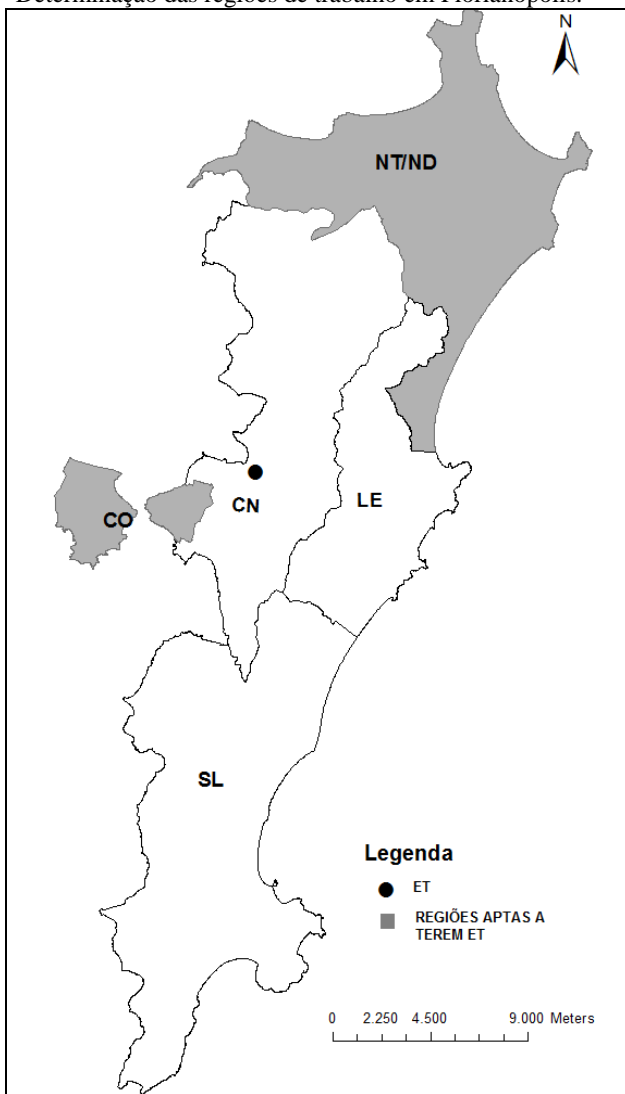 Determinação das regiões de trabalho em Florianópolis.
N
NT/ND
CO
CN
LE
SL
Legenda
ET
REGIÕES APTAS A
TEREM ET
0 2.250 4.500 9.000 Meters